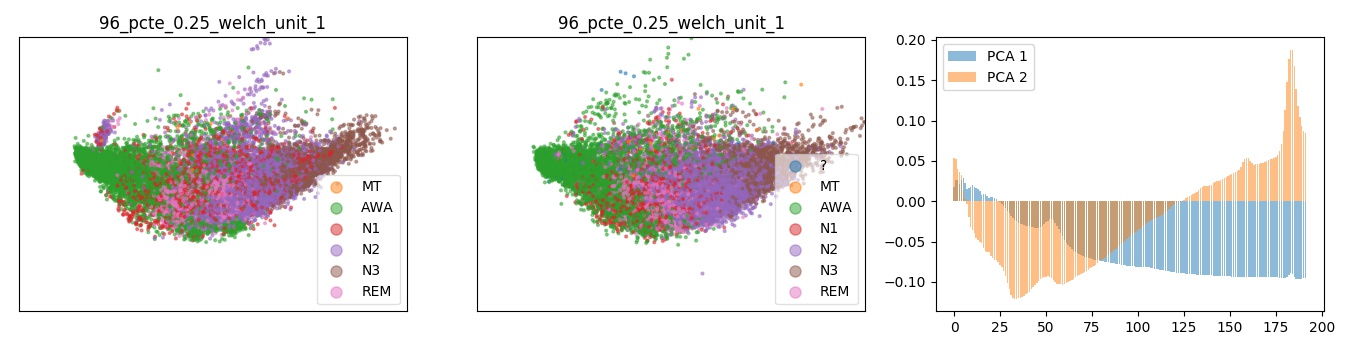 96_pcte_0.25_welch_unit_1
MT
AWA
N1
N2
N3
REM
96_pcte_0.25_welch_unit_1
?
MT
AWA
N1
N2
N3
REM
PCA 1
PCA 2
0.20
0.15
0.10
0.05
0.00
−0.05
−0.10
0 25 50 75 100 125 150 175 200